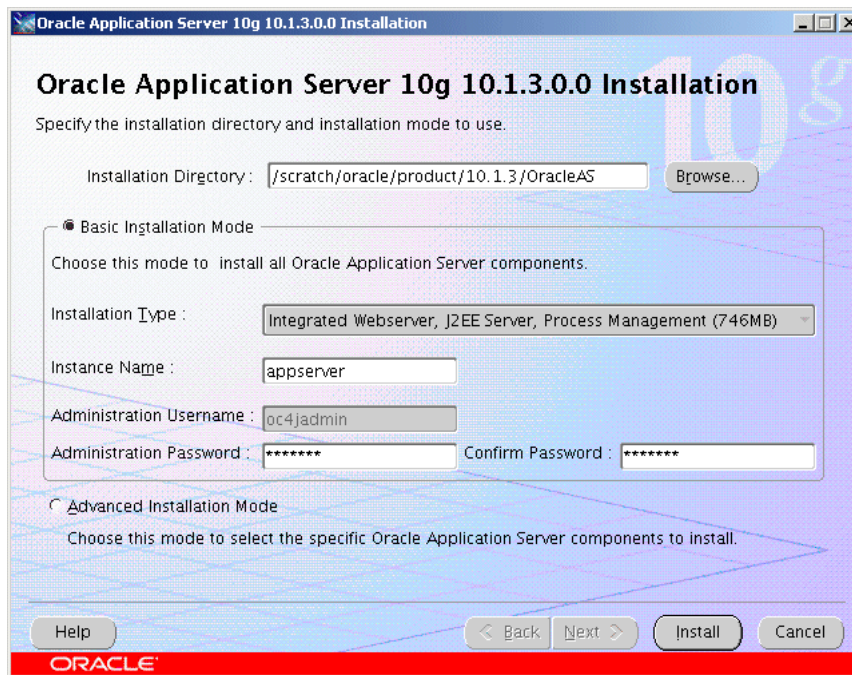 Oracle Application Server 10g 10.1.3.0.0 Installation
10g
Oracle Application Server 10g 10.1.3.0.0 Installation
Specify the installation directory and installation mode to use.
Installation Directory : /scratch/oracle/product/10.1.3/OracleAS Browse...
Basic Installation Mode
Choose this mode to install all Oracle Application Server components.
Installation Type : Integrated Webserver, J2EE Server, Process Management (746MB)
Instance Name : appserver
Administration Username : oc4jadmin
Administration Password : ******* Confirm Password : *******
Advanced Installation Mode
Choose this mode to select the specific Oracle Application Server components to install.
Help Back Next Install Cancel
ORACLE